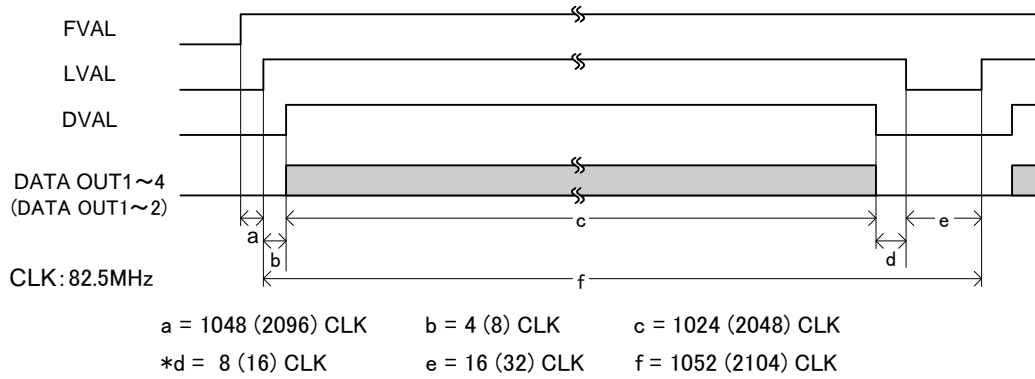 FVAL
LVAL
DVAL
DATA OUT1～4
(DATA OUT1～2)
a
b
c
d
e
f
CLK：82.5MHz
a = 1048 (2096) CLK b = 4 (8) CLK c = 1024 (2048) CLK
*d = 8 (16) CLK e = 16 (32) CLK f = 1052 (2104) CLK